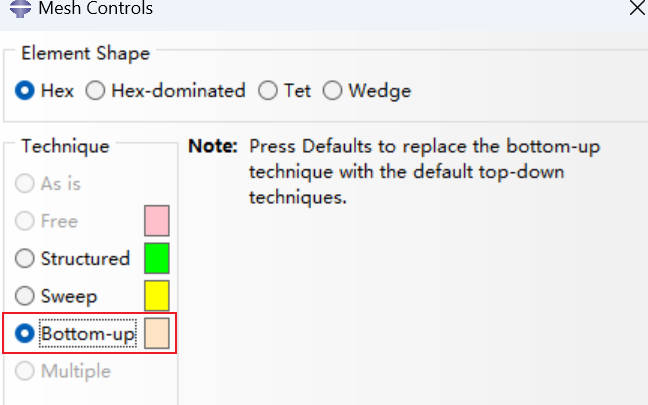 Mesh Controls
Element Shape
Hex Hex-dominated Tet Wedge
Technique
Note: Press Defaults to replace the bottom-up
technique with the default top-down
techniques.
As is
Free
Structured
Sweep
Bottom-up
Multiple